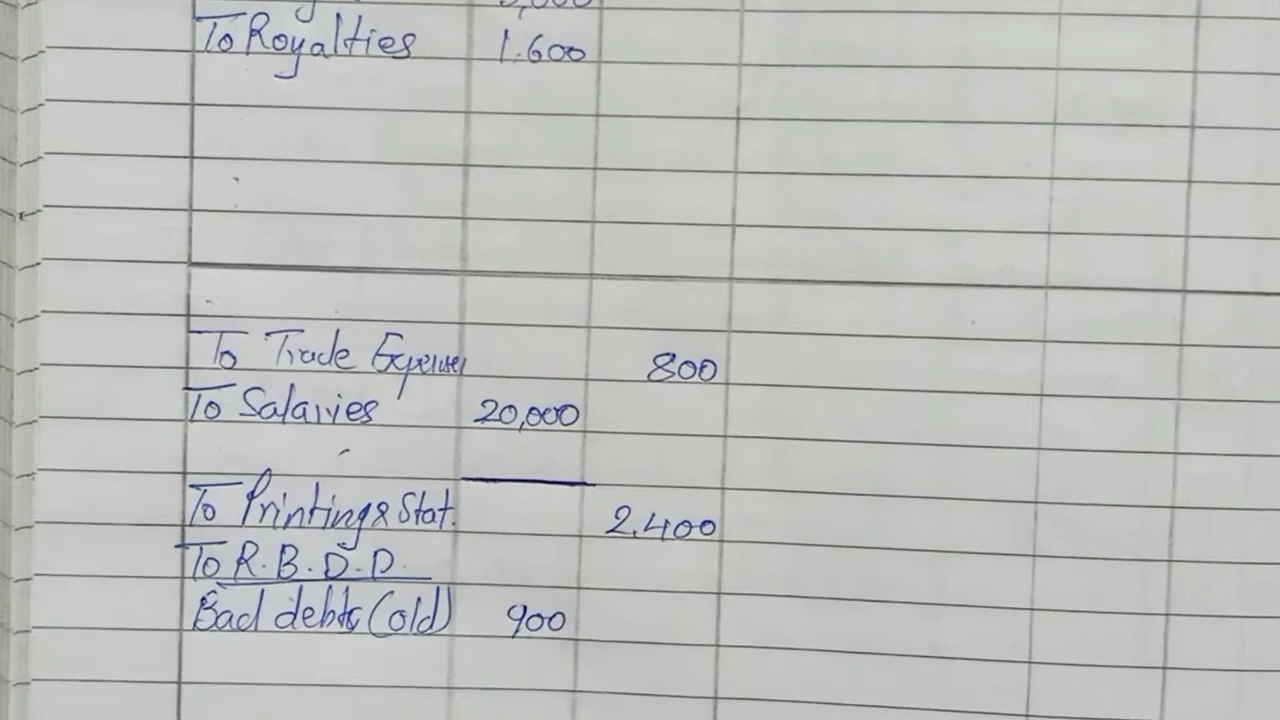 To Royalties 1.600
To Trade Expenses 800
To Salaries 20,000
To Printing & Stat. 2,400
To R.B.D.D.
Bad debts (old) 900